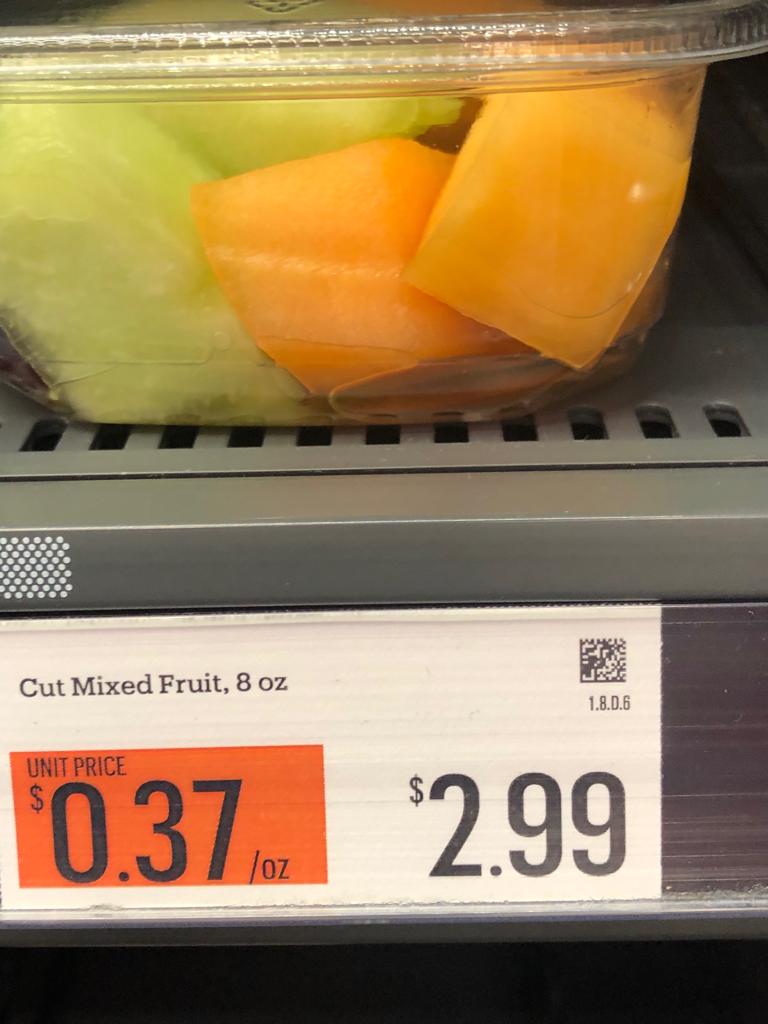 Cut Mixed Fruit, 8 oz
1.8.D.6
UNIT PRICE
$0.37/oz
$2.99